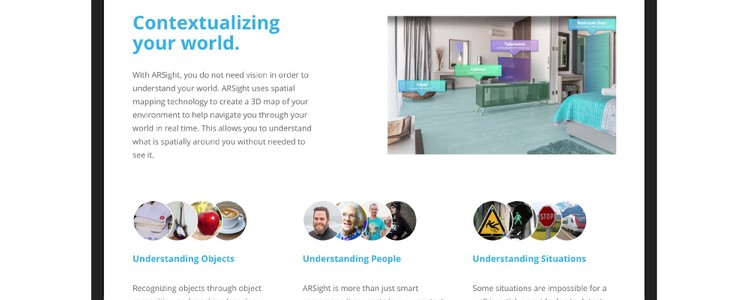 Contextualizing
your world.
With ARSight, you do not need vision in order to
understand your world. ARSight uses spatial
mapping technology to create a 3D map of your
environment to help navigate you through your
world in real time. This allows you to understand
what is spatially around you without needed to
see it.
Bathroom Door
Television
Cabinet
Floor
STOP
Understanding Objects
Understanding People
Understanding Situations
Recognizing objects through object
ARSight is more than just smart
Some situations are impossible for a